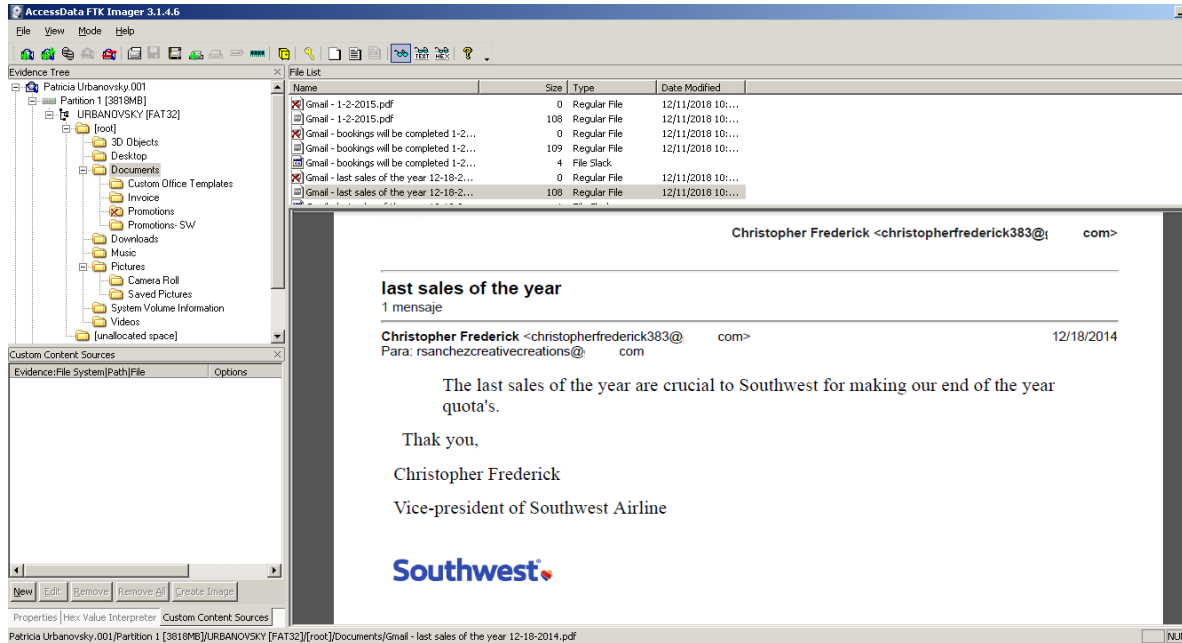 AccessData FTK Imager 3.1.4.6
File View Mode Help
Evidence Tree
Patricia Urbanovsky.001
Partition 1 [3818MB]
URBANOVSKY [FAT32]
[root]
3D Objects
Desktop
Documents
Custom Office Templates
Invoice
Promotions
Promotions- SW
Downloads
Music
Pictures
Camera Roll
Saved Pictures
System Volume Information
Videos
[unallocated space]
Custom Content Sources
Evidence:File System|Path|File Options
New Edit Remove Remove All Create Image
Properties Hex Value Interpreter Custom Content Sources
File List
Name Size Type Date Modified
Gmail - 1-2-2015.pdf 0 Regular File 12/11/2018 10:...
Gmail - 1-2-2015.pdf 108 Regular File 12/11/2018 10:...
Gmail - bookings will be completed 1-2... 0 Regular File 12/11/2018 10:...
Gmail - bookings will be completed 1-2... 109 Regular File 12/11/2018 10:...
Gmail - bookings will be completed 1-2... 4 File Slack
Gmail - last sales of the year 12-18-2... 0 Regular File 12/11/2018 10:...
Gmail - last sales of the year 12-18-2... 108 Regular File 12/11/2018 10:...
Christopher Frederick <christopherfrederick383@ com>
last sales of the year
1 mensaje
Christopher Frederick <christopherfrederick383@ com> 12/18/2014
Para: rsanchezcreativecreations@ com
The last sales of the year are crucial to Southwest for making our end of the year
quota's.
Thak you,
Christopher Frederick
Vice-president of Southwest Airline
Southwest
Patricia Urbanovsky.001/Partition 1 [3818MB]/URBANOVSKY [FAT32]/[root]/Documents/Gmail - last sales of the year 12-18-2014.pdf